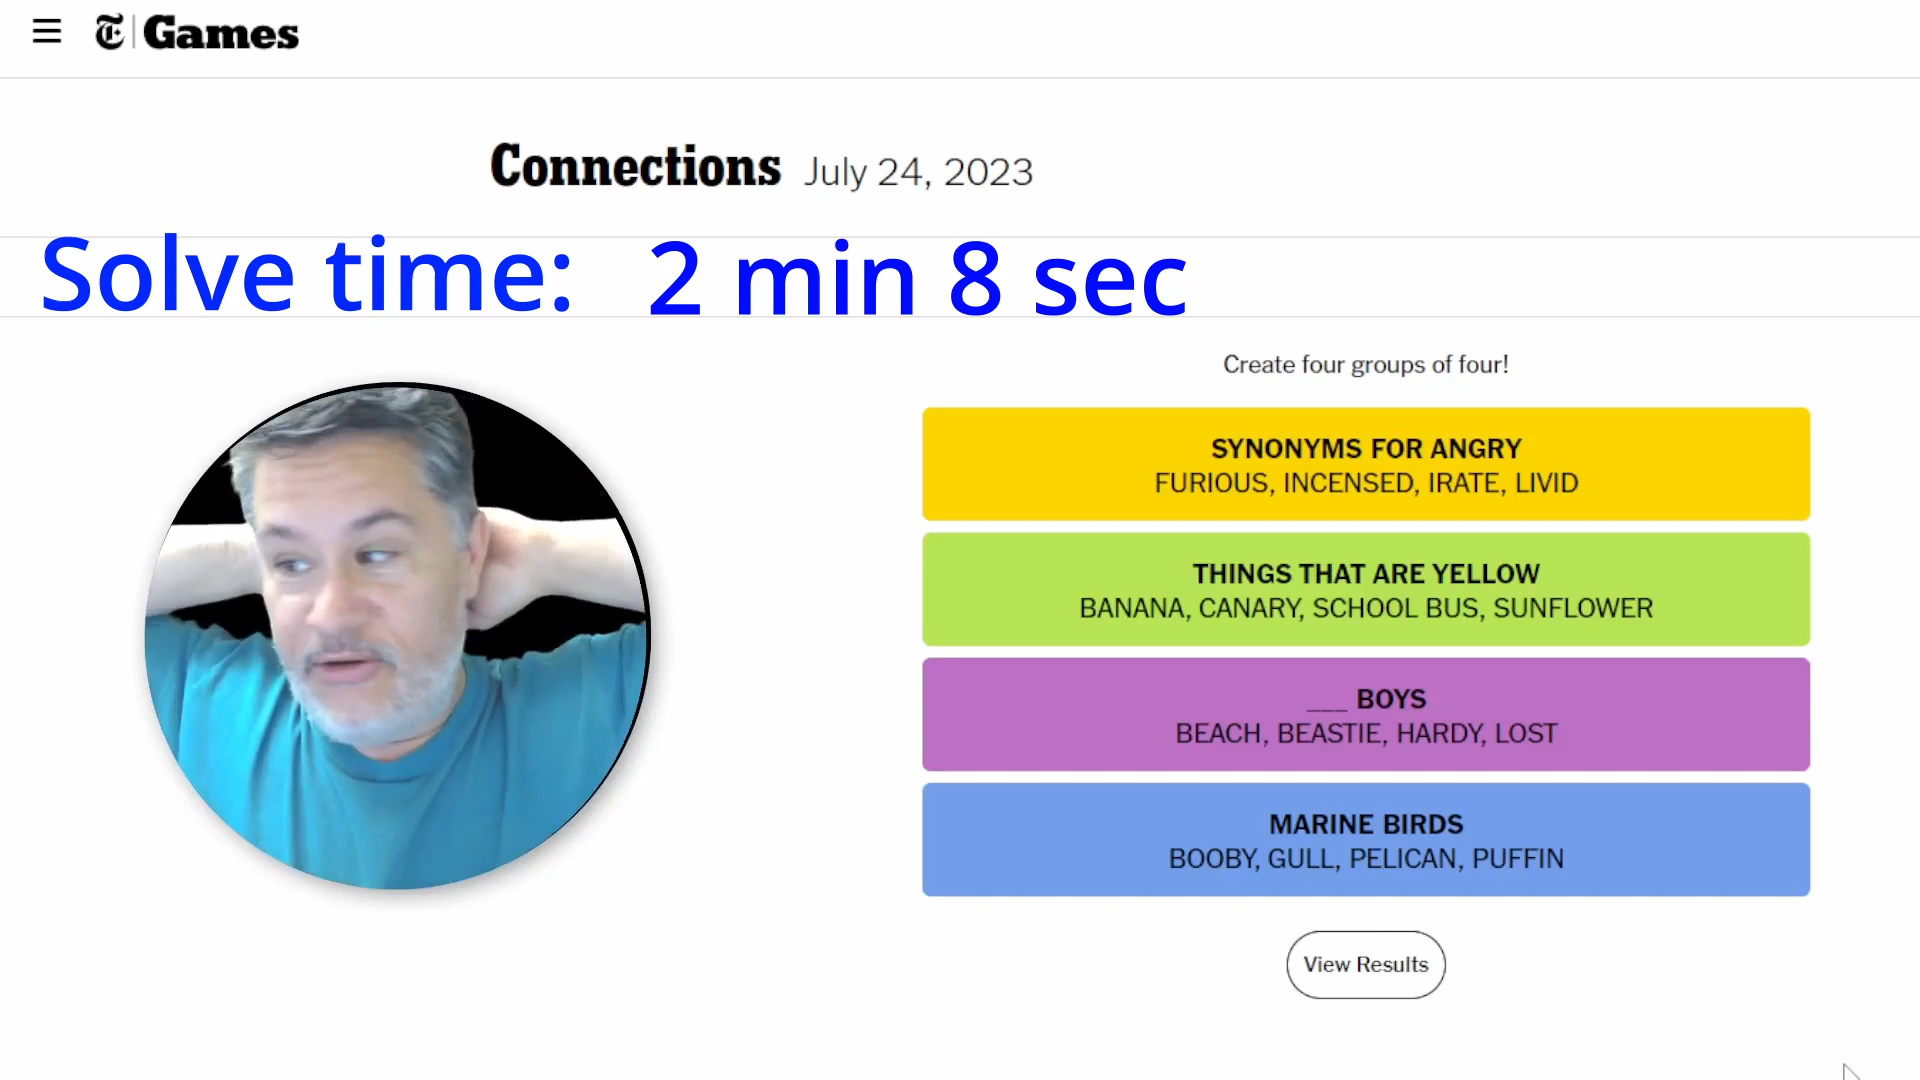 T Games
Connections July 24, 2023
Solve time: 2 min 8 sec
Create four groups of four!
SYNONYMS FOR ANGRY
FURIOUS, INCENSED, IRATE, LIVID
THINGS THAT ARE YELLOW
BANANA, CANARY, SCHOOL BUS, SUNFLOWER
___ BOYS
BEACH, BEASTIE, HARDY, LOST
MARINE BIRDS
BOOBY, GULL, PELICAN, PUFFIN
View Results